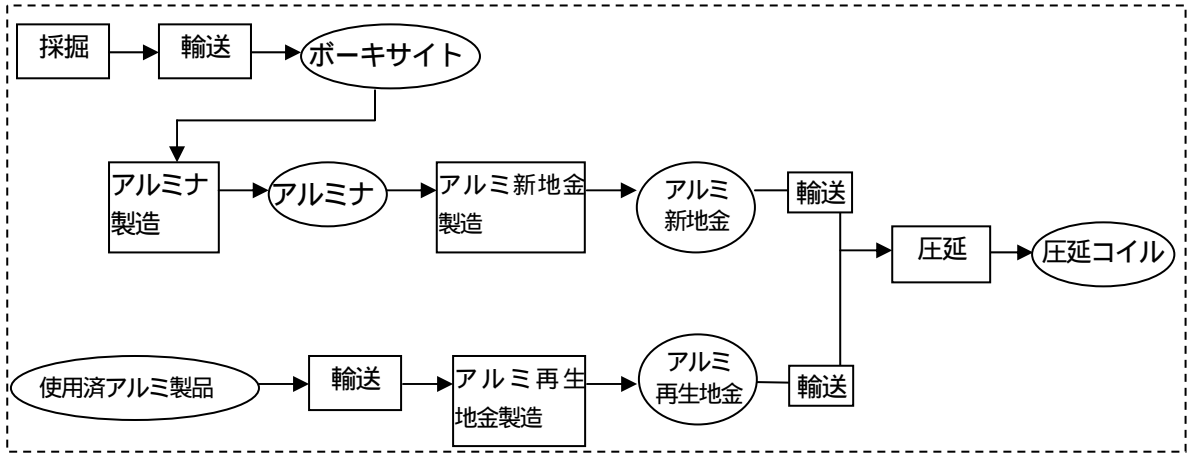 採掘
輸送
ボーキサイト
アルミナ
製造
アルミナ
アルミ新地金
製造
アルミ
新地金
輸送
圧延
圧延コイル
使用済アルミ製品
輸送
アルミ再生
地金製造
アルミ
再生地金
輸送